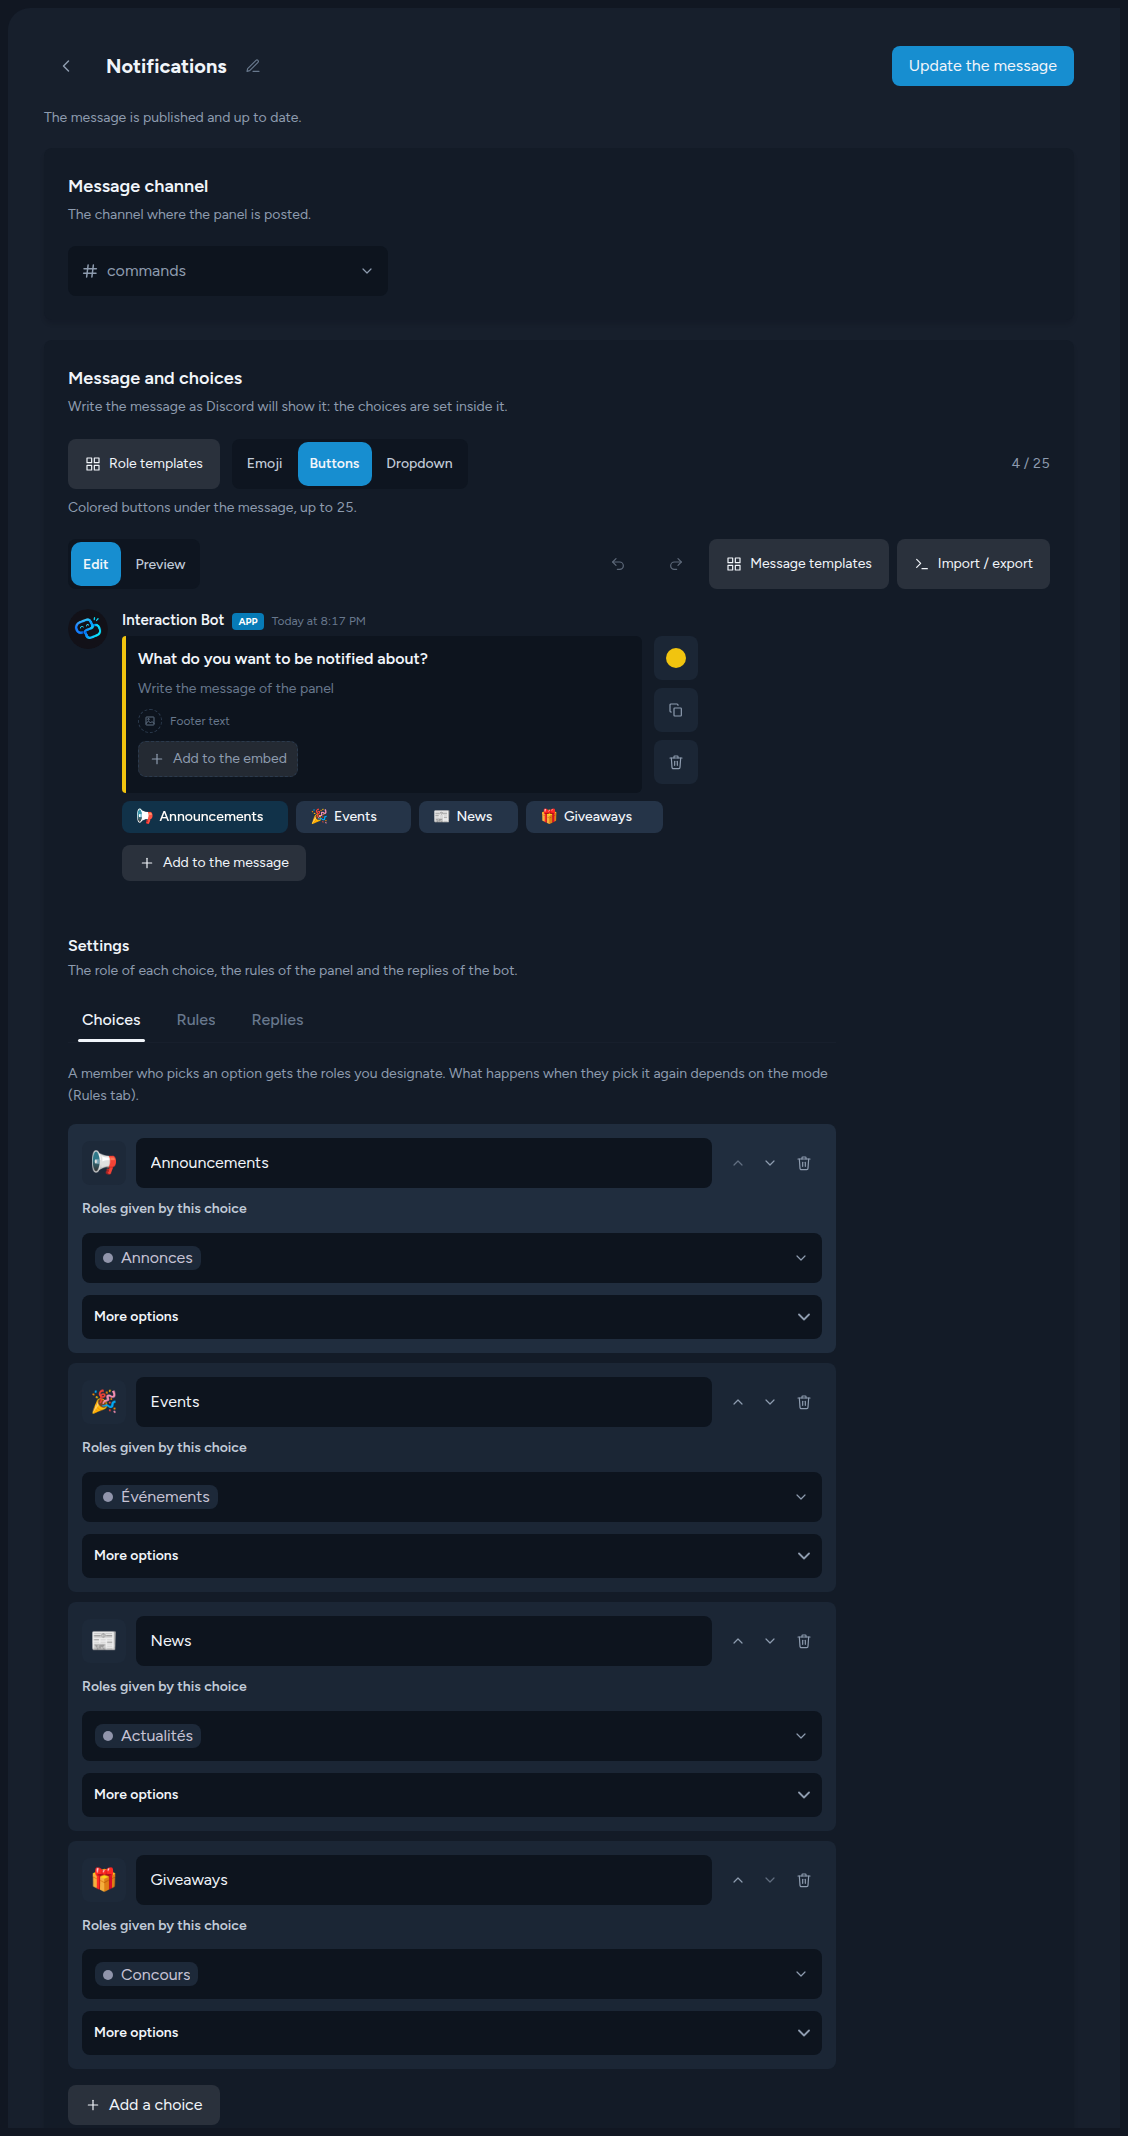 Notifications
Update the message
The message is published and up to date.
Message channel
The channel where the panel is posted.
# commands
Message and choices
Write the message as Discord will show it: the choices are set inside it.
Role templates
Emoji
Buttons
Dropdown
4 / 25
Colored buttons under the message, up to 25.
Edit
Preview
Message templates
Import / export
Interaction Bot
APP
Today at 8:17 PM
What do you want to be notified about?
Write the message of the panel
Footer text
+ Add to the embed
Announcements
Events
News
Giveaways
+ Add to the message
Settings
The role of each choice, the rules of the panel and the replies of the bot.
Choices
Rules
Replies
A member who picks an option gets the roles you designate. What happens when they pick it again depends on the mode
(Rules tab).
Announcements
Roles given by this choice
Annonces
More options
Events
Roles given by this choice
Événements
More options
News
Roles given by this choice
Actualités
More options
Giveaways
Roles given by this choice
Concours
More options
+ Add a choice